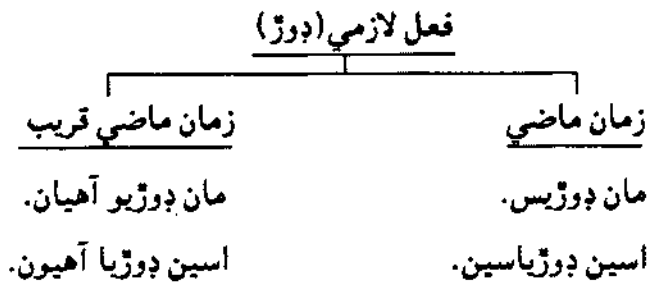 فعل لازمي (ڊوڙ)
زمان ماضي
زمان ماضي قريب
مان ڊوڙيس.
مان ڊوڙيو آهيان.
اسين ڊوڙياسين.
اسين ڊوڙيا آهيون.